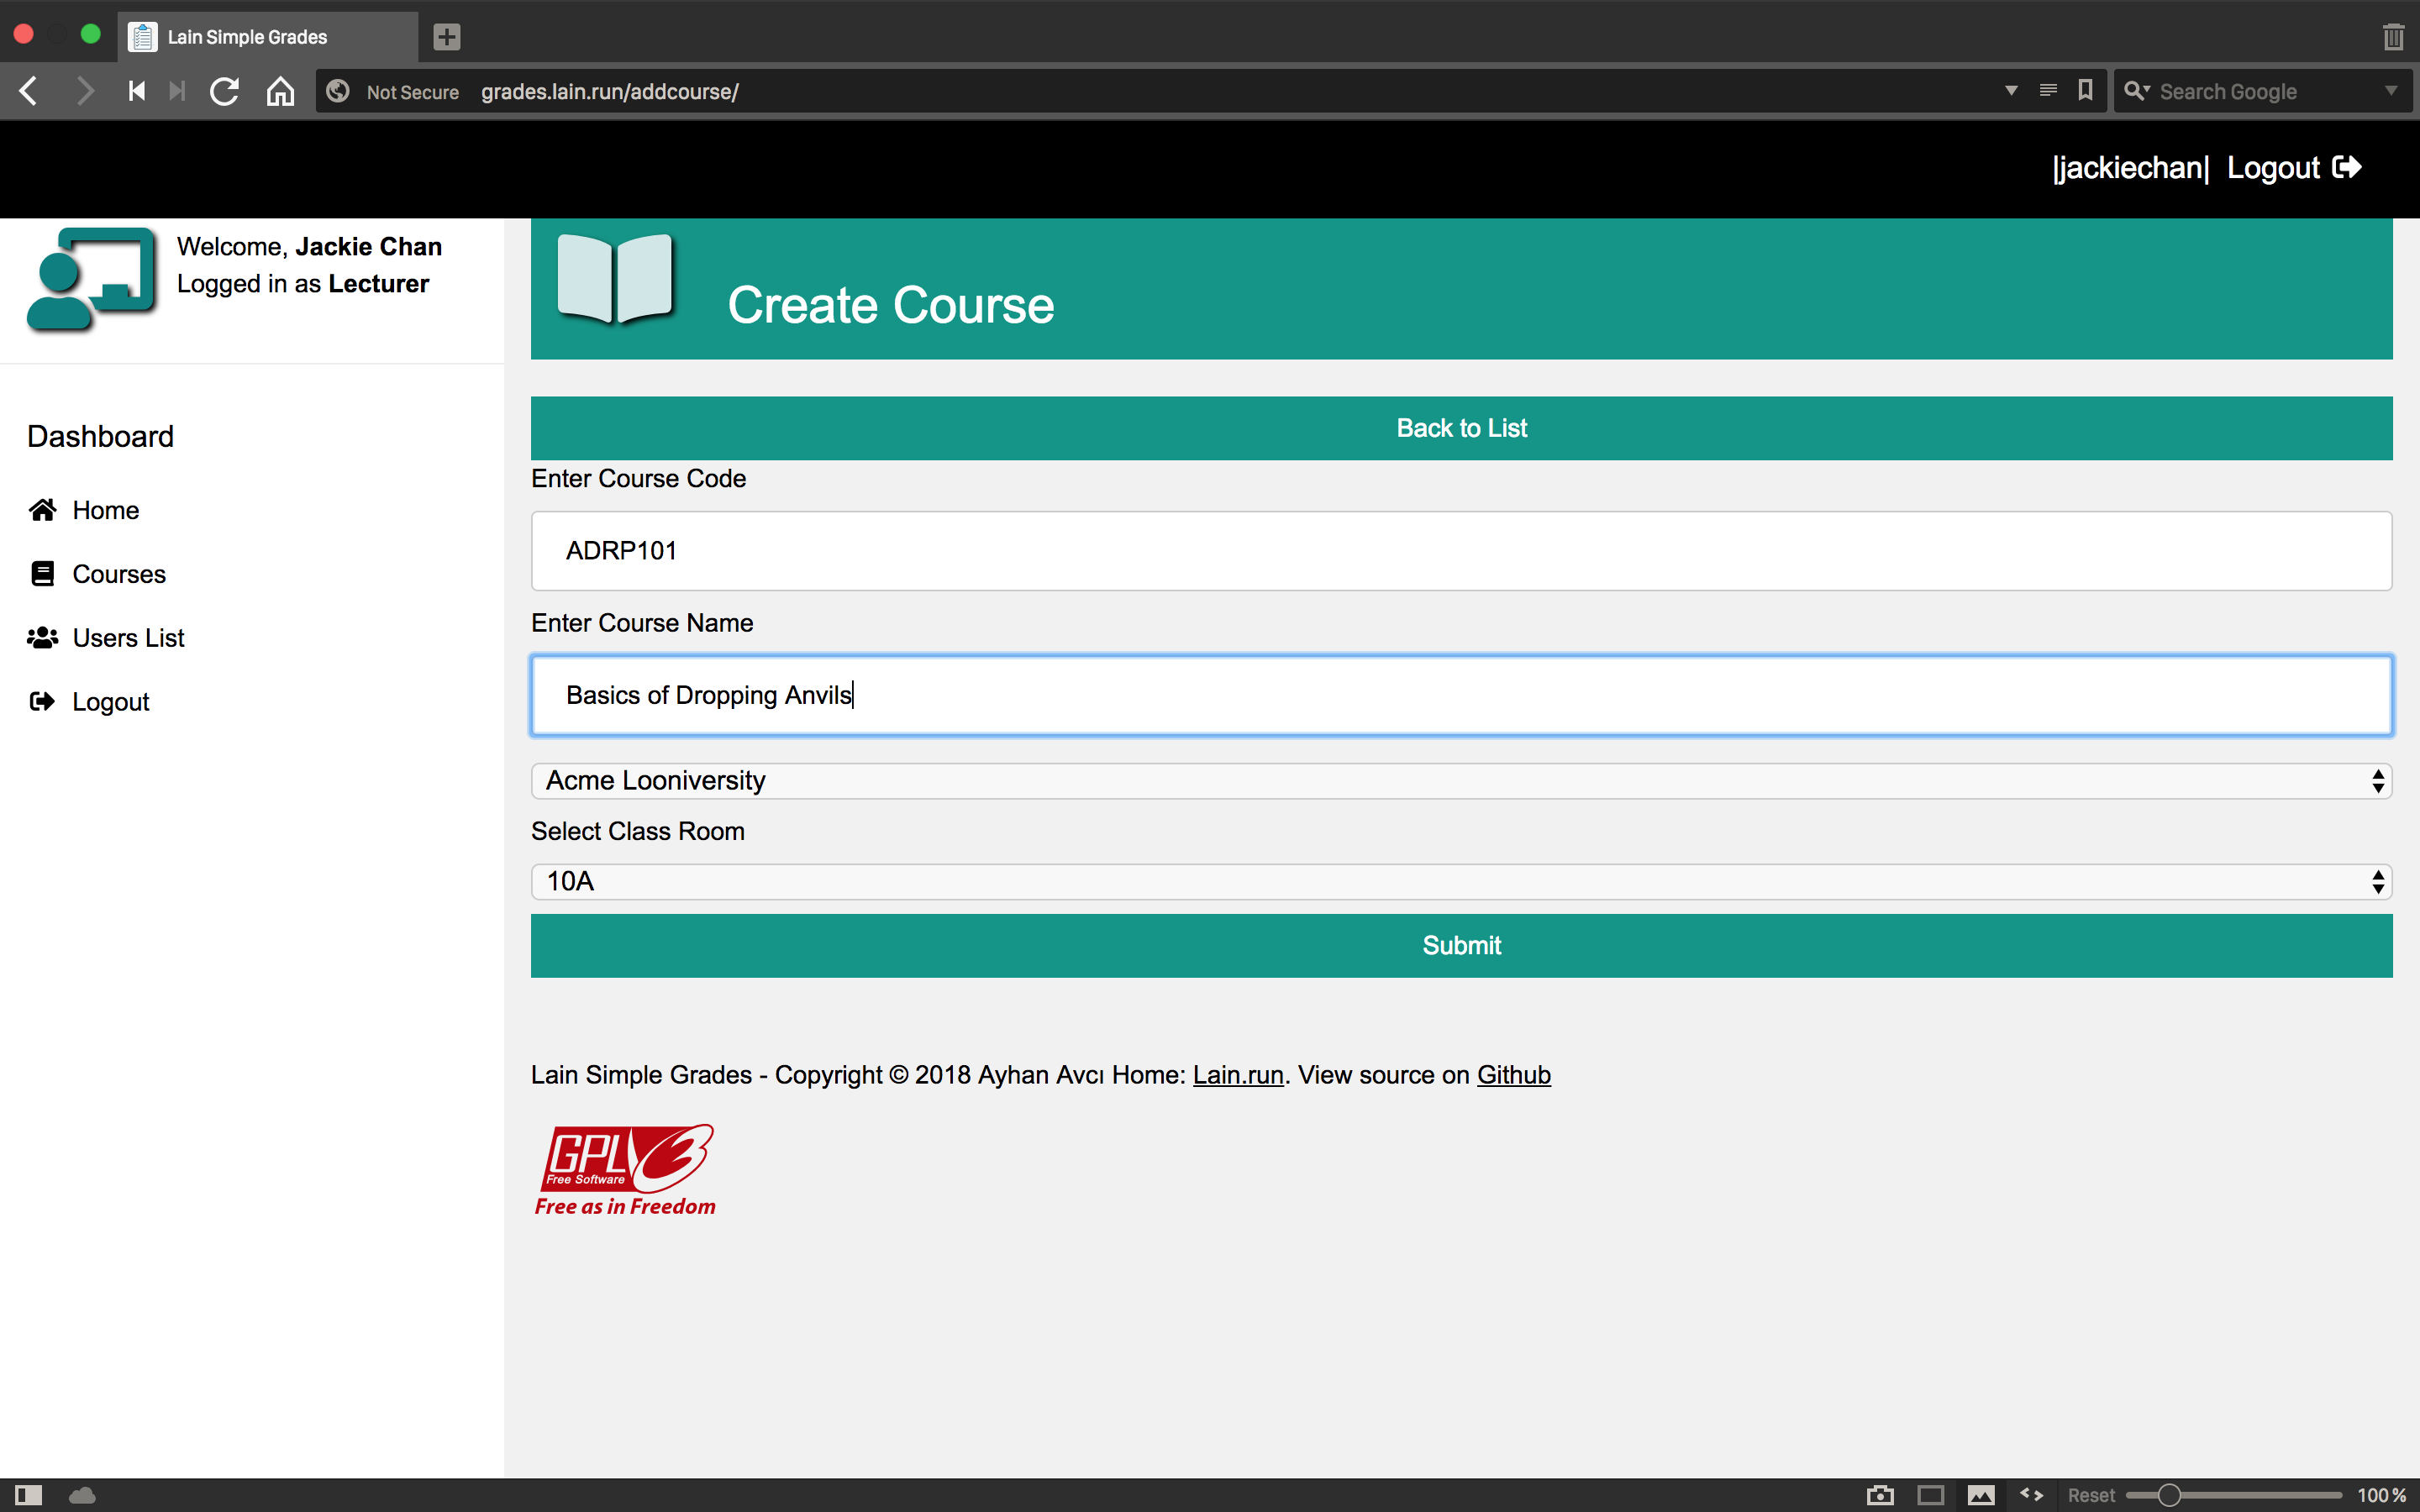 Lain Simple Grades
Not Secure grades.lain.run/addcourse/
Search Google
|jackiechan| Logout
Welcome, Jackie Chan
Logged in as Lecturer
Create Course
Dashboard
Home
Courses
Users List
Logout
Back to List
Enter Course Code
ADRP101
Enter Course Name
Basics of Dropping Anvils
Acme Looniversity
Select Class Room
10A
Submit
Lain Simple Grades - Copyright © 2018 Ayhan Avcı Home: Lain.run. View source on Github
GPLv3
Free Software
Free as in Freedom
Reset 100 %